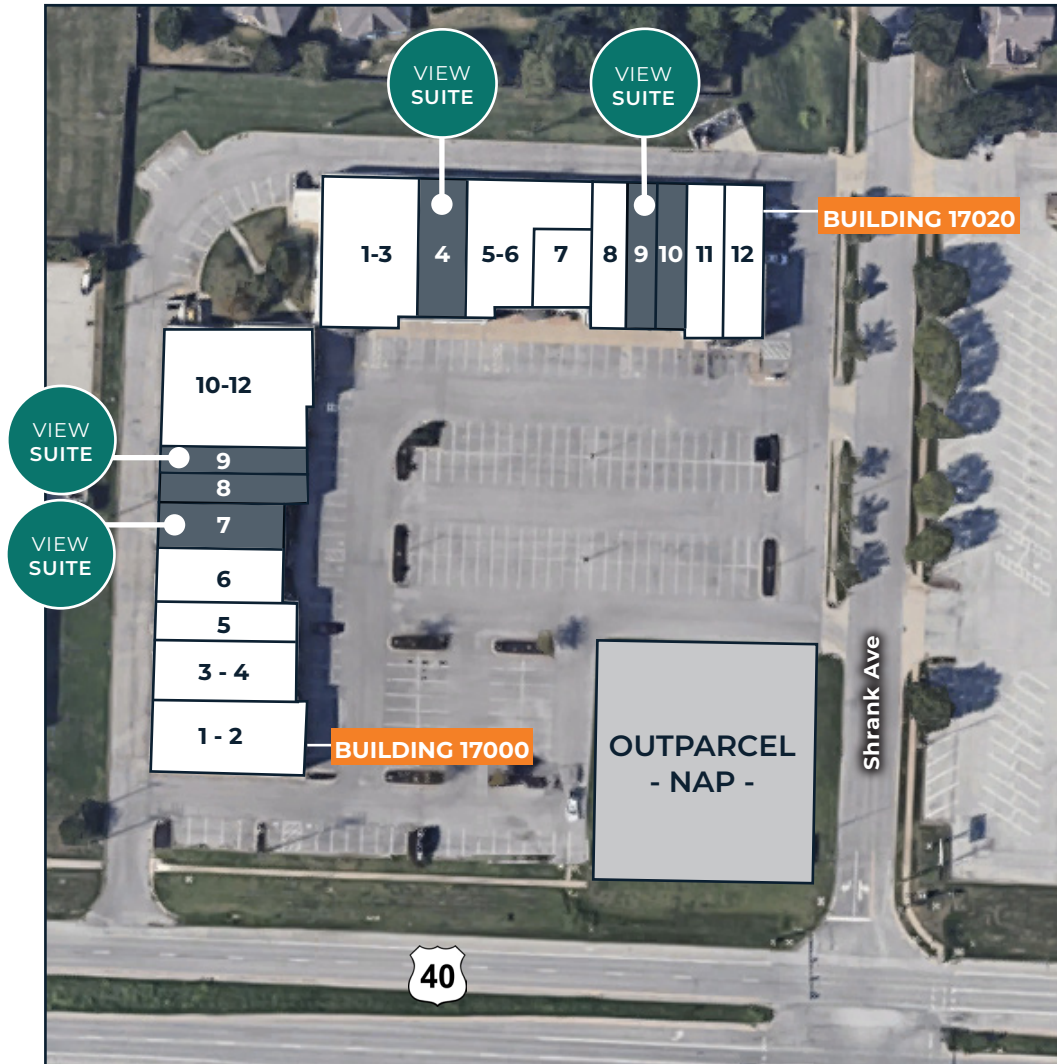 VIEW
SUITE
VIEW
SUITE
BUILDING 17020
1-3
4
5-6
7
8
9
10
11
12
10-12
VIEW
SUITE
9
8
7
VIEW
SUITE
6
5
3 - 4
1 - 2
BUILDING 17000
OUTPARCEL
- NAP -
Shrank Ave
40